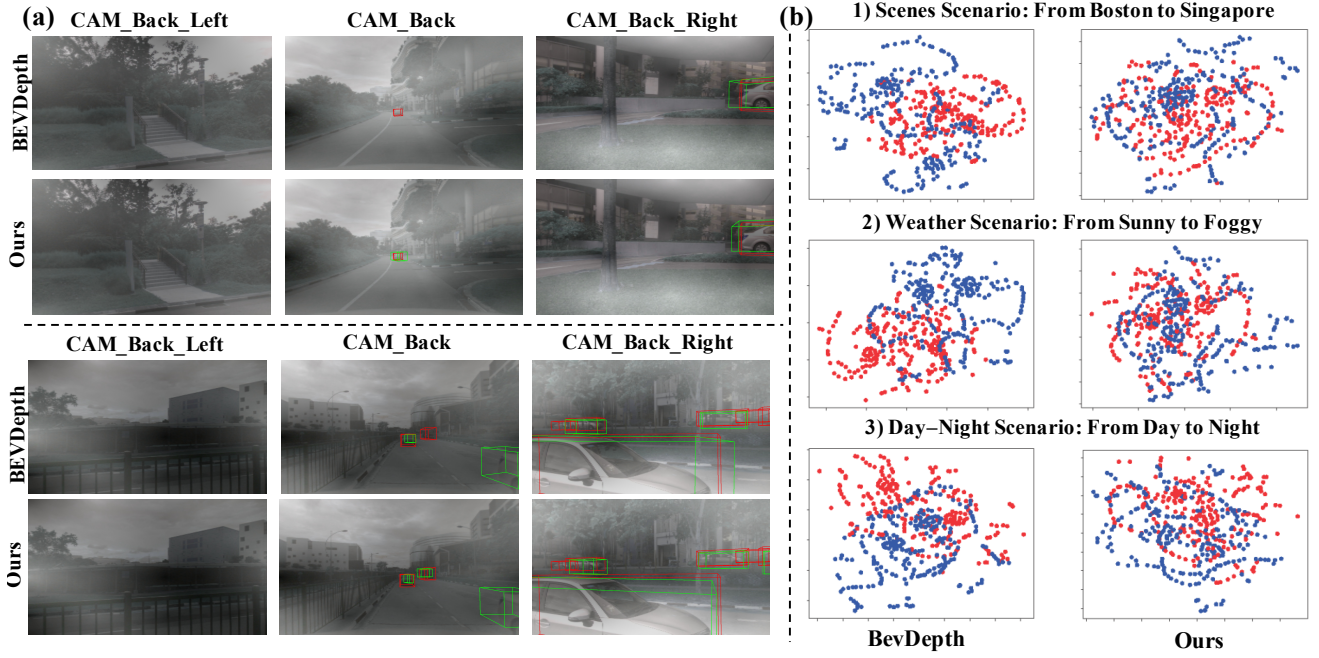 (a)
CAM_Back_Left CAM_Back CAM_Back_Right
BEVDepth
Ours
CAM_Back_Left CAM_Back CAM_Back_Right
BEVDepth
Ours
(b)
1) Scenes Scenario: From Boston to Singapore
2) Weather Scenario: From Sunny to Foggy
3) Day–Night Scenario: From Day to Night
BevDepth Ours